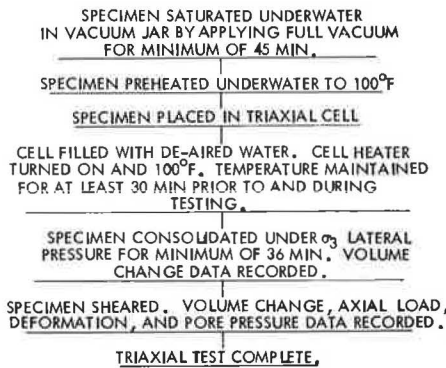 SPECIMEN SATURATED UNDERWATER
IN VACUUM JAR BY APPLYING FULL VACUUM
FOR MINIMUM OF 45 MIN.
SPECIMEN PREHEATED UNDERWATER TO 100°F
SPECIMEN PLACED IN TRIAXIAL CELL
CELL FILLED WITH DE-AIRED WATER. CELL HEATER
TURNED ON AND 100°F. TEMPERATURE MAINTAINED
FOR AT LEAST 30 MIN PRIOR TO AND DURING
TESTING.
SPECIMEN CONSOLIDATED UNDER σ3 LATERAL
PRESSURE FOR MINIMUM OF 36 MIN. VOLUME
CHANGE DATA RECORDED.
SPECIMEN SHEARED. VOLUME CHANGE, AXIAL LOAD,
DEFORMATION, AND PORE PRESSURE DATA RECORDED.
TRIAXIAL TEST COMPLETE.